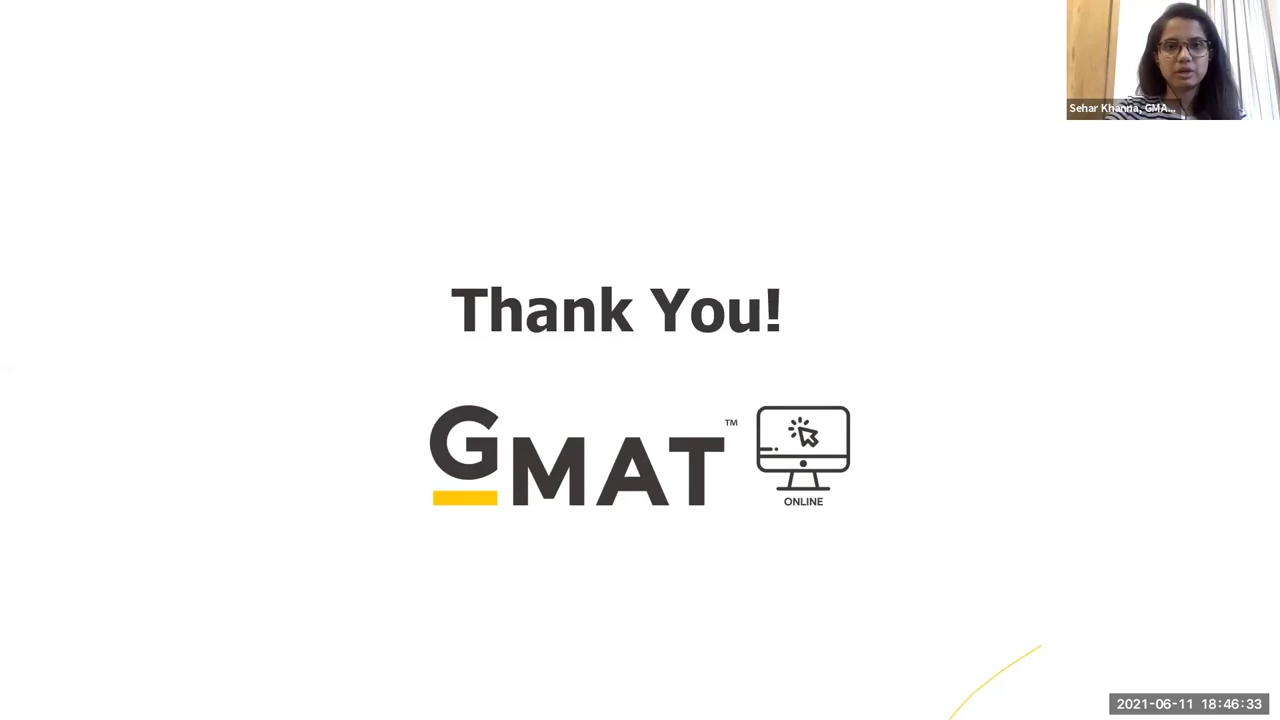 Sehar Khanna, GMA...
Thank You!
GMAT™
ONLINE
2021-06-11 18:46:33